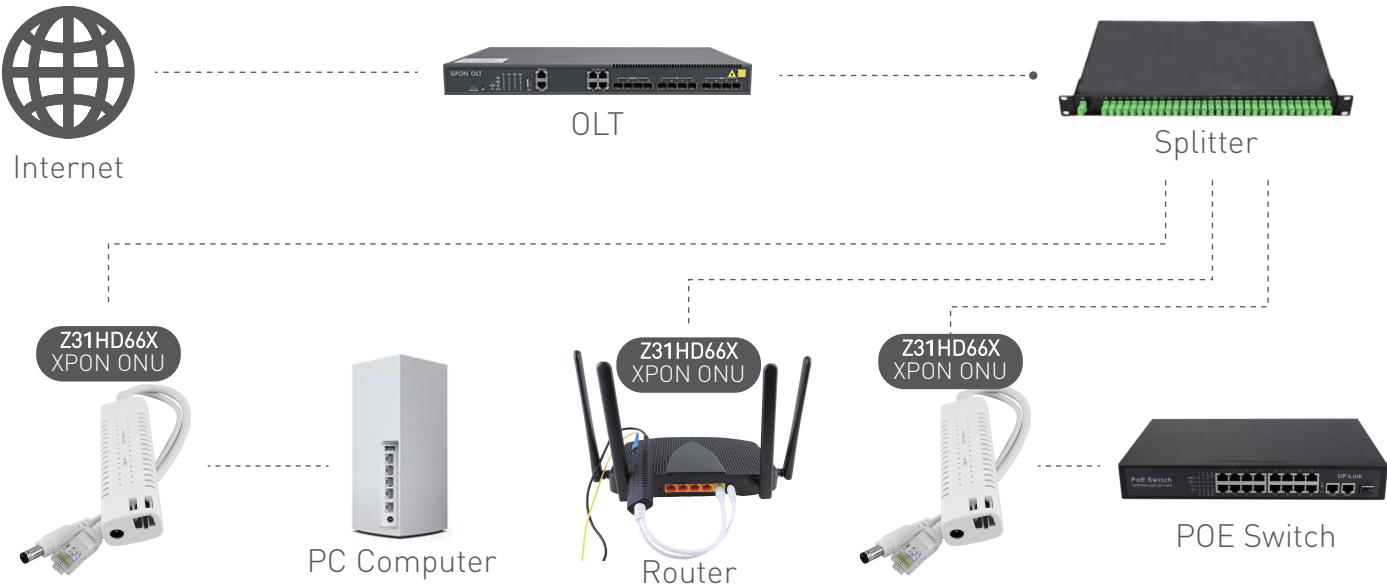 GPON OLT
OLT
Splitter
Internet
Z31HD66X
XPON ONU
Z31HD66X
XPON ONU
Z31HD66X
XPON ONU
PoE Switch
UP-Link
PC Computer
Router
POE Switch